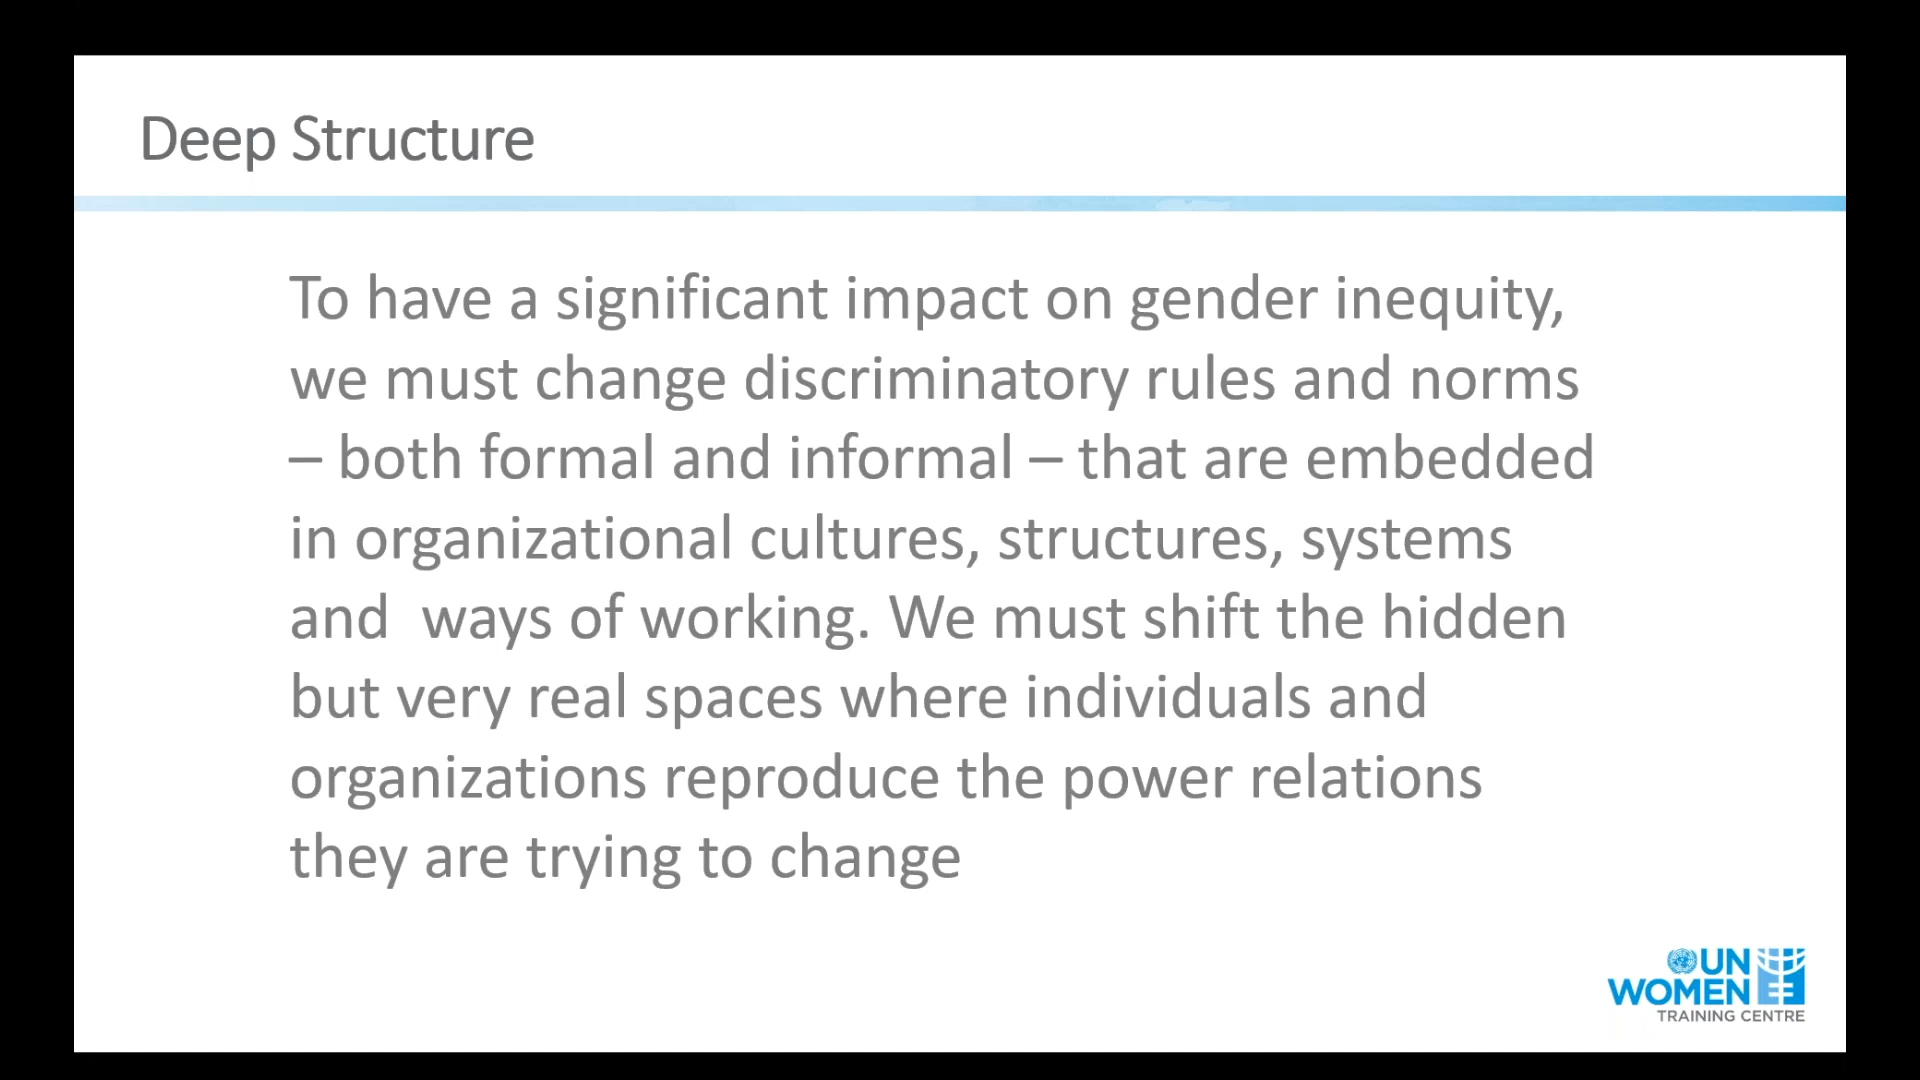 Deep Structure
To have a significant impact on gender inequity,
we must change discriminatory rules and norms
– both formal and informal – that are embedded
in organizational cultures, structures, systems
and  ways of working. We must shift the hidden
but very real spaces where individuals and
organizations reproduce the power relations
they are trying to change
UN
WOMEN
TRAINING CENTRE